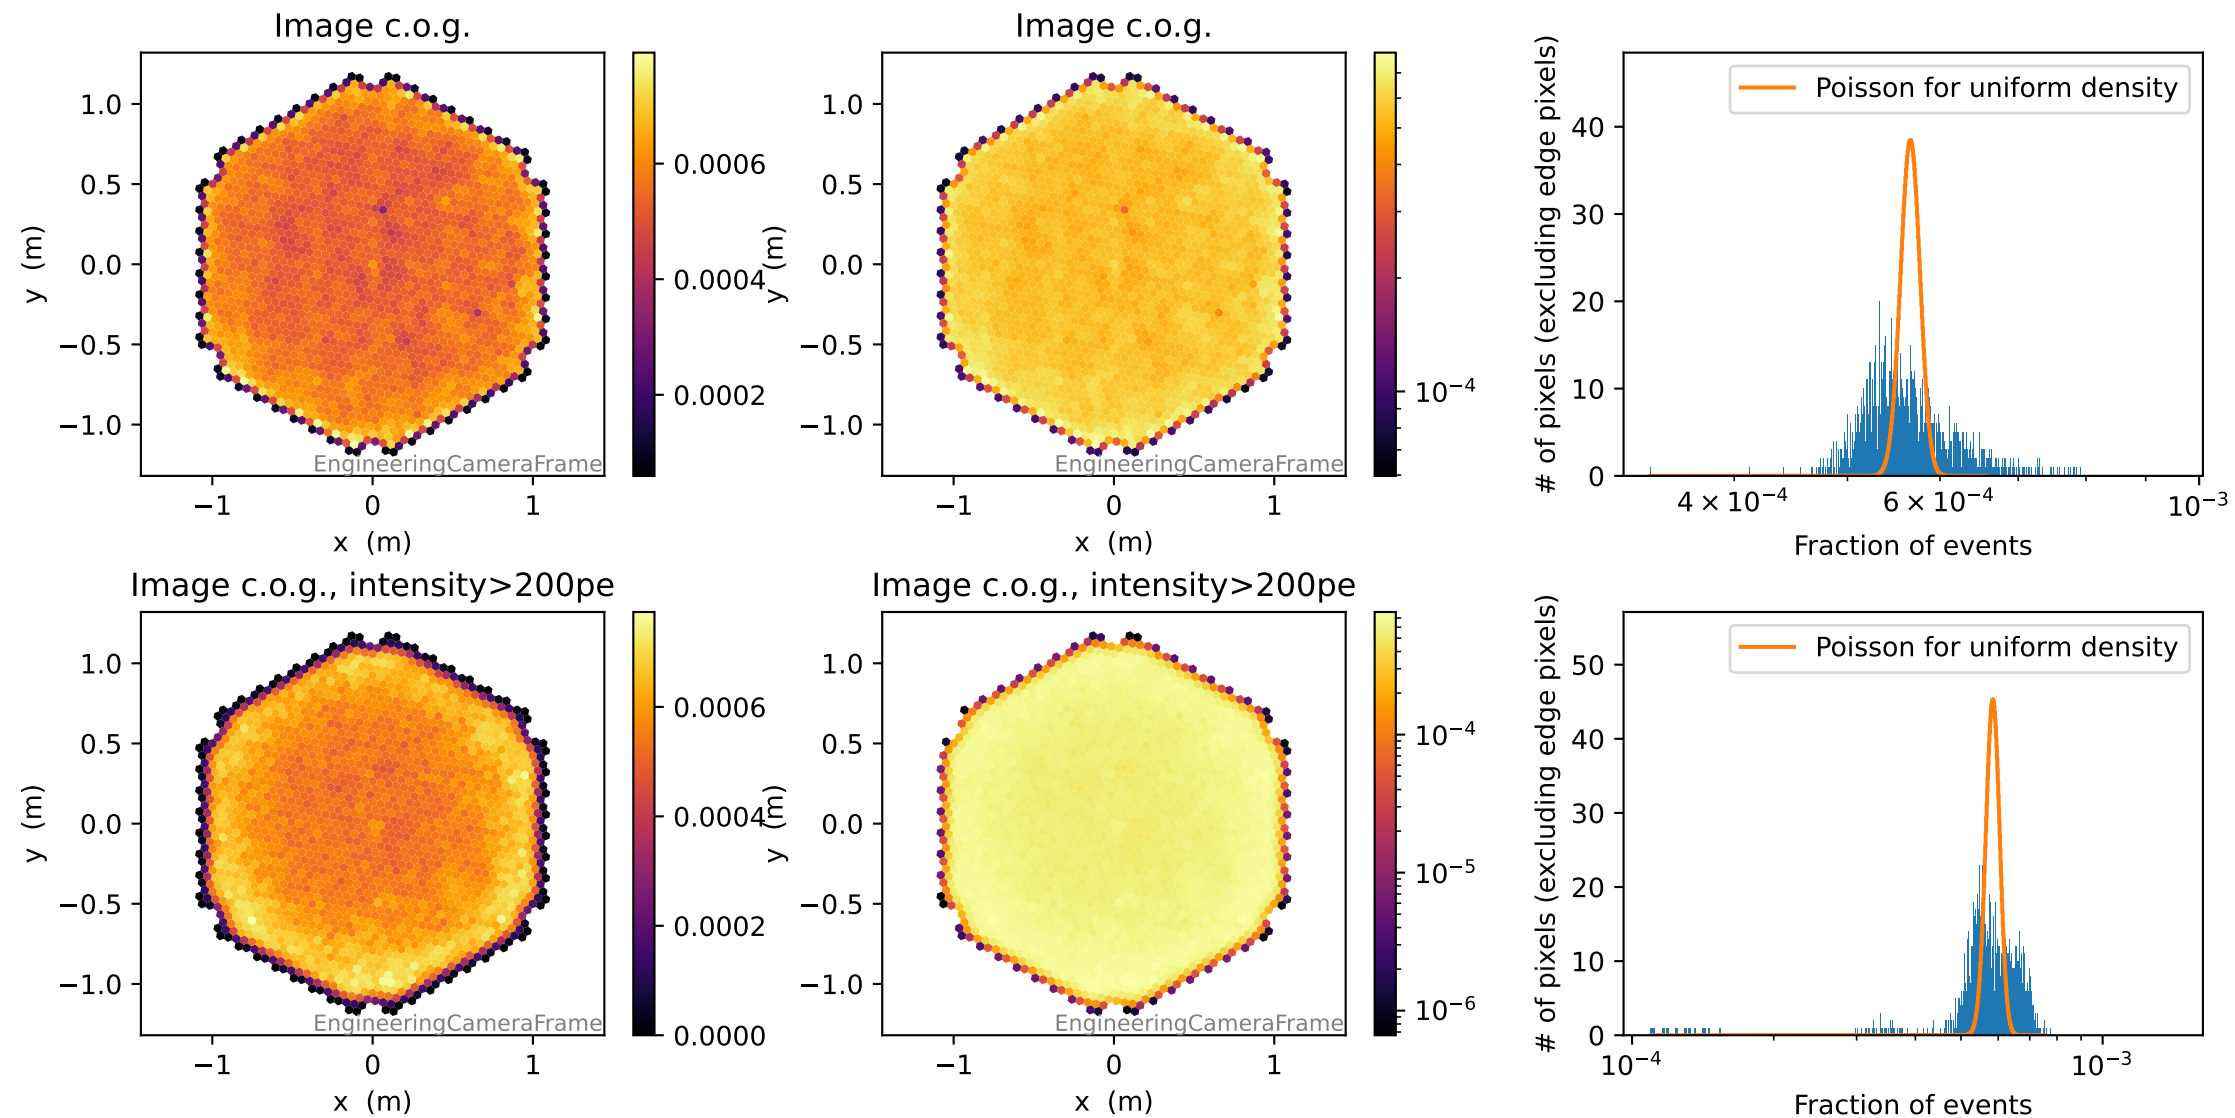 Image c.o.g.
y (m)
1.0
0.5
0.0
−0.5
−1.0
−1
0
1
x (m)
EngineeringCameraFrame
0.0006
0.0004
0.0002
Image c.o.g.
y (m)
1.0
0.5
0.0
−0.5
−1.0
−1
0
1
x (m)
EngineeringCameraFrame
10⁻⁴
# of pixels (excluding edge pixels)
40
30
20
10
0
Poisson for uniform density
4 × 10⁻⁴
6 × 10⁻⁴
10⁻³
Fraction of events
Image c.o.g., intensity>200pe
y (m)
1.0
0.5
0.0
−0.5
−1.0
−1
0
1
x (m)
EngineeringCameraFrame
0.0006
0.0004
0.0002
0.0000
Image c.o.g., intensity>200pe
y (m)
1.0
0.5
0.0
−0.5
−1.0
−1
0
1
x (m)
EngineeringCameraFrame
10⁻⁴
10⁻⁵
10⁻�6
# of pixels (excluding edge pixels)
50
40
30
20
10
0
Poisson for uniform density
10⁻⁴
10⁻³
Fraction of events